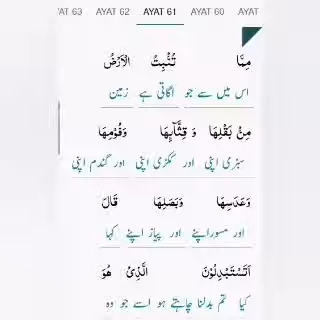 AYAT 63 AYAT 62 AYAT 61 AYAT 60 AYAT
مِمَّا تُنْۢبِتُ الْاَرْضُ
اس میں سے جو اگاتی ہے زمین
مِنْۢ بَقْلِهَا وَ قِثَّآىِٕهَا وَفُوْمِهَا
سبزی اپنی اور ککڑی اپنی اور گندم اپنی
وَعَدَسِهَا وَبَصَلِهَا قَالَ
اور مسور اپنے اور پیاز اپنے کہا
اَتَسْتَبْدِلُوْنَ الَّذِىْ هُوَ
کیا تم بدلنا چاہتے ہو اسے جو وہ